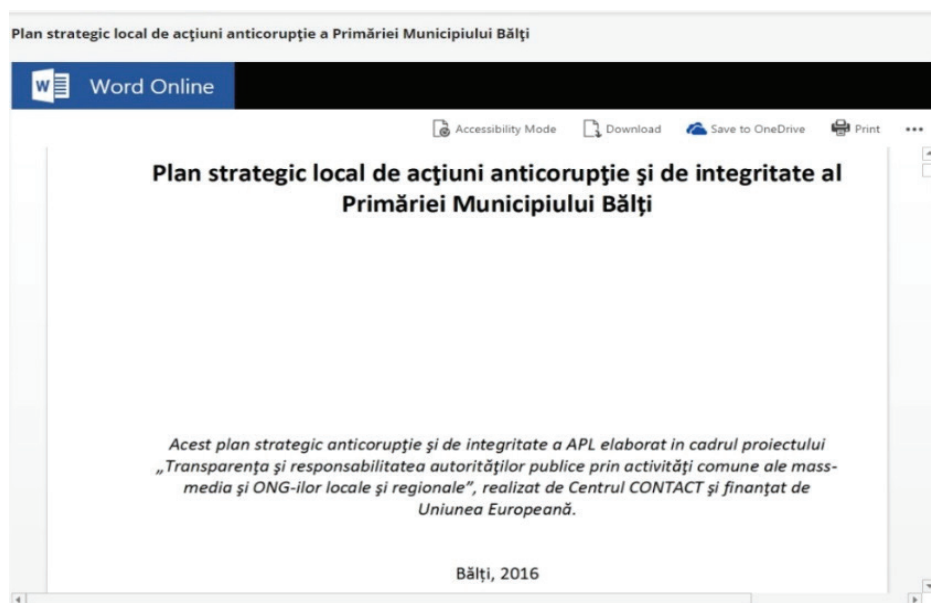 Plan strategic local de acţiuni anticorupţie a Primăriei Municipiului Bălţi
Word Online
Accessibility Mode Download Save to OneDrive Print •••
Plan strategic local de acţiuni anticorupţie şi de integritate al
Primăriei Municipiului Bălți
Acest plan strategic anticorupţie şi de integritate a APL elaborat in cadrul proiectului
„Transparenţa şi responsabilitatea autorităţilor publice prin activităţi comune ale mass-
media şi ONG-ilor locale şi regionale”, realizat de Centrul CONTACT şi finanţat de
Uniunea Europeană.
Bălți, 2016